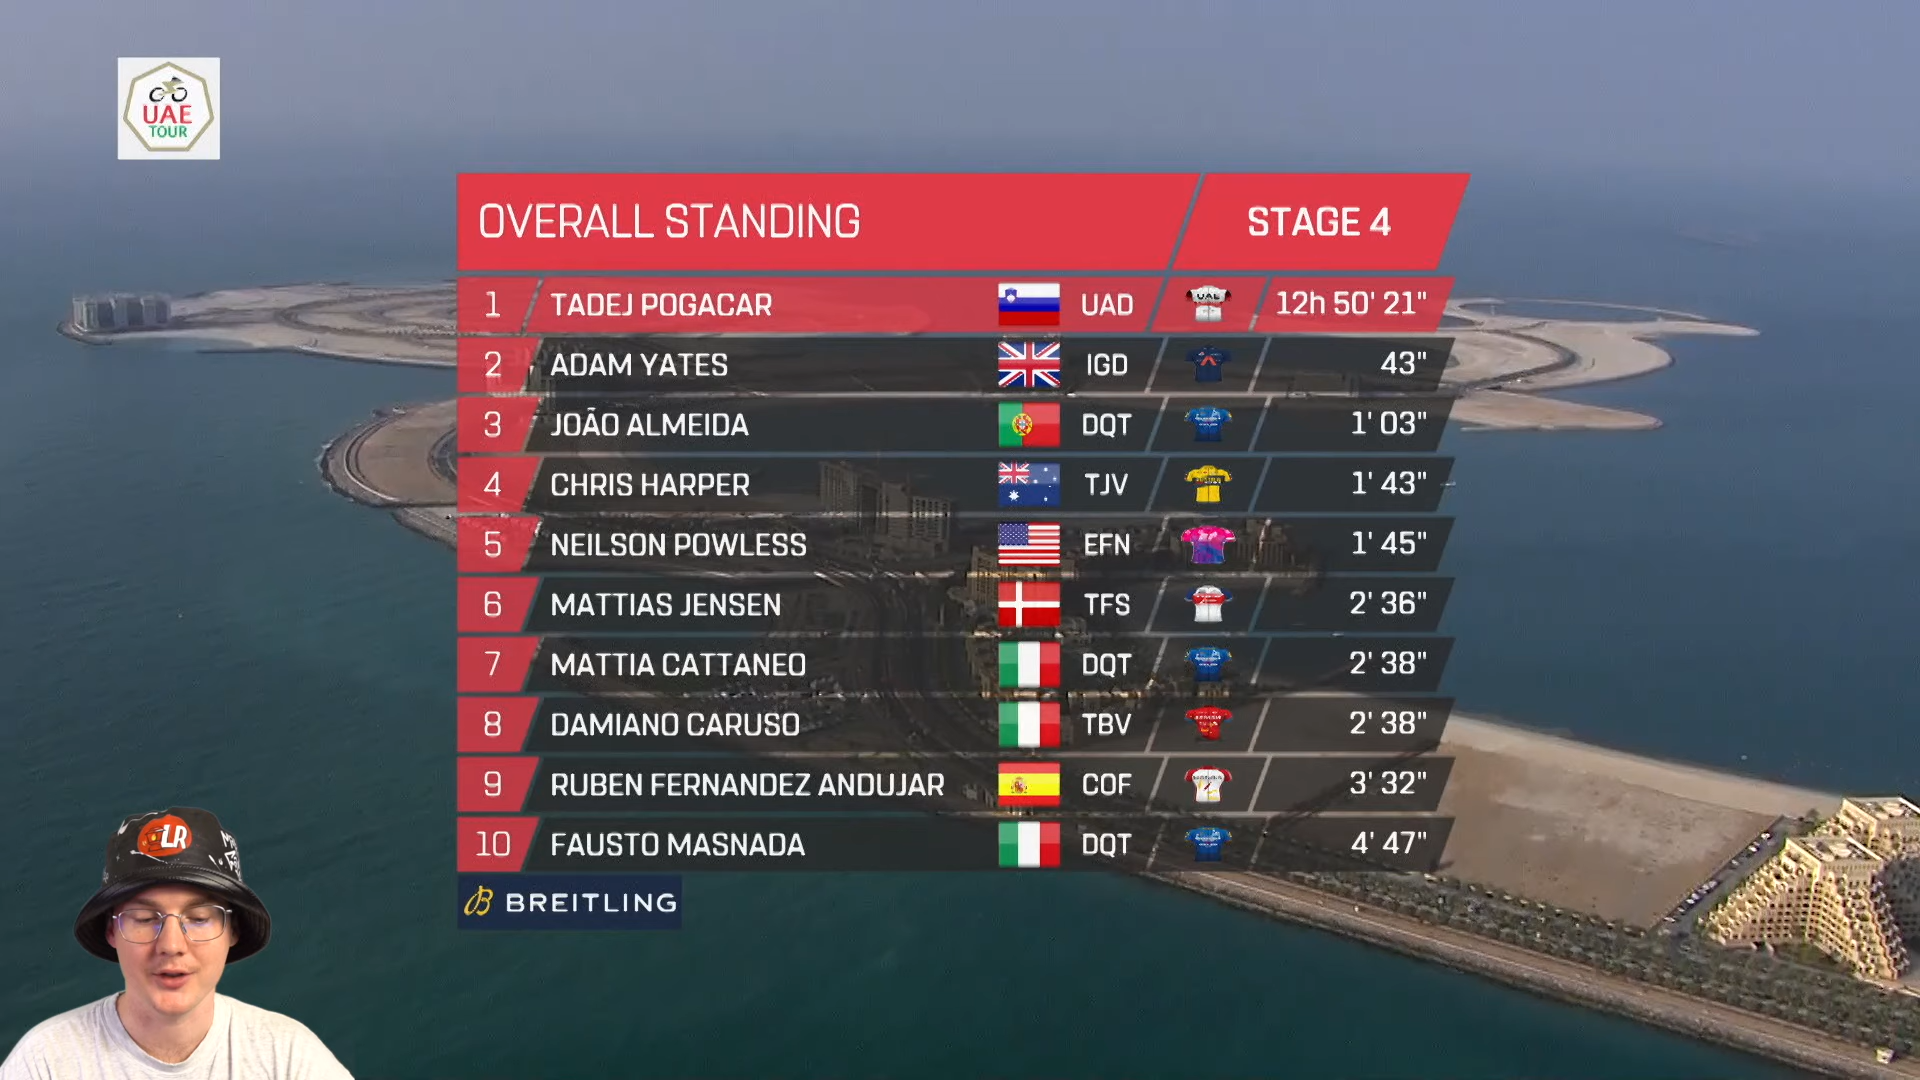 UAE
TOUR
OVERALL STANDING STAGE 4
1 TADEJ POGACAR UAD UAE 12h 50' 21"
2 ADAM YATES IGD 43"
3 JOÃO ALMEIDA DQT 1' 03"
4 CHRIS HARPER TJV 1' 43"
5 NEILSON POWLESS EFN 1' 45"
6 MATTIAS JENSEN TFS 2' 36"
7 MATTIA CATTANEO DQT 2' 38"
8 DAMIANO CARUSO TBV 2' 38"
9 RUBEN FERNANDEZ ANDUJAR COF 3' 32"
10 FAUSTO MASNADA DQT 4' 47"
B BREITLING
LR